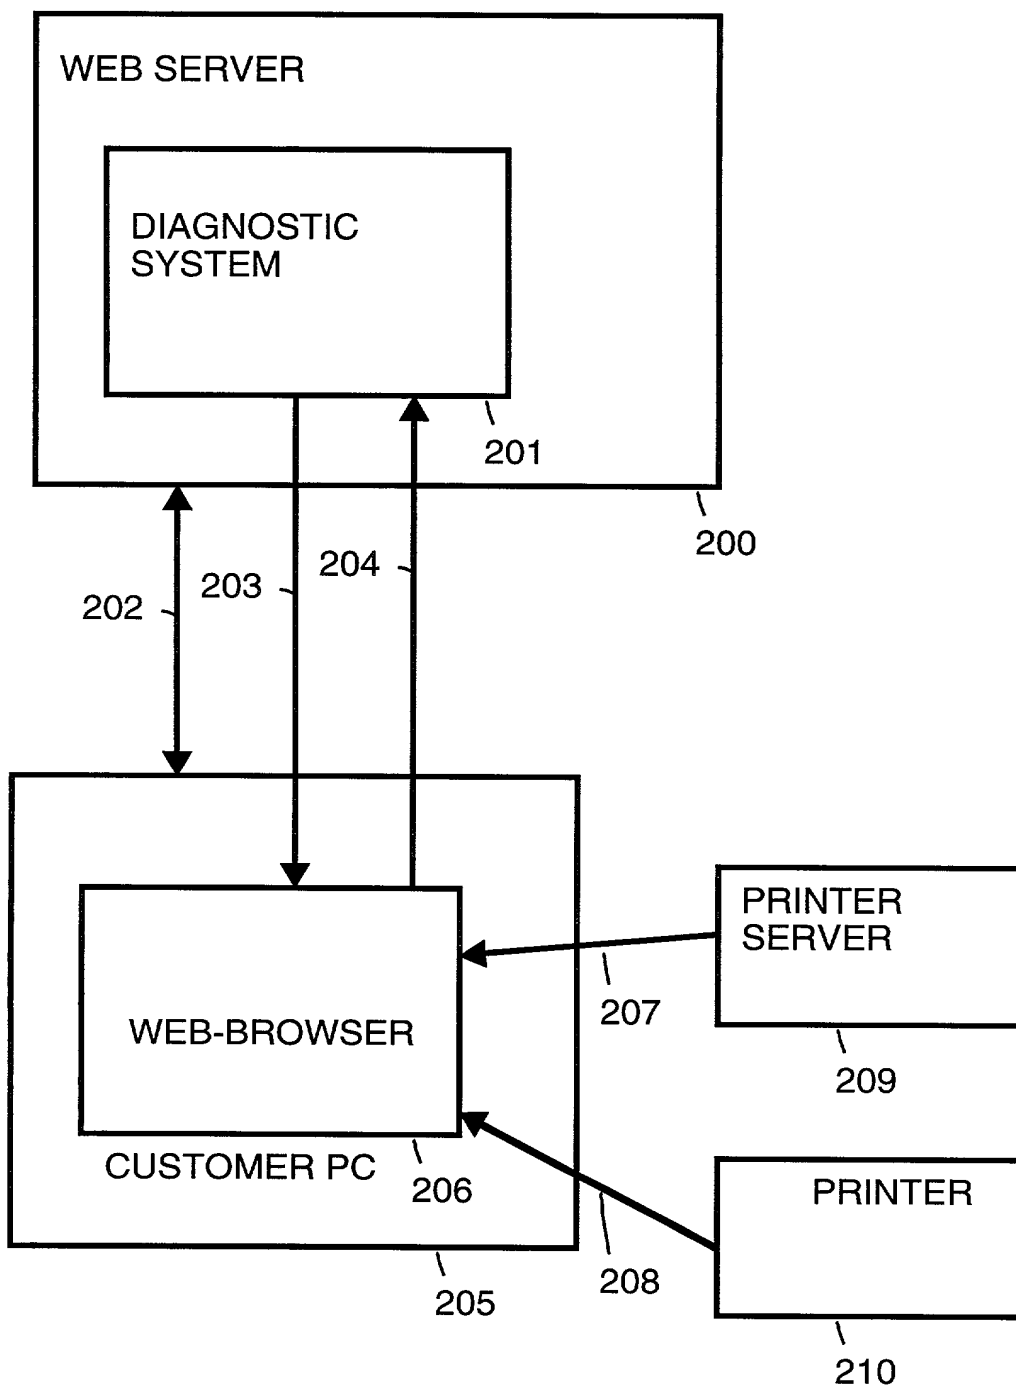 WEB SERVER
DIAGNOSTIC
SYSTEM
201
200
204
203
202
PRINTER
SERVER
207
WEB-BROWSER
209
CUSTOMER PC
206
PRINTER
208
205
210